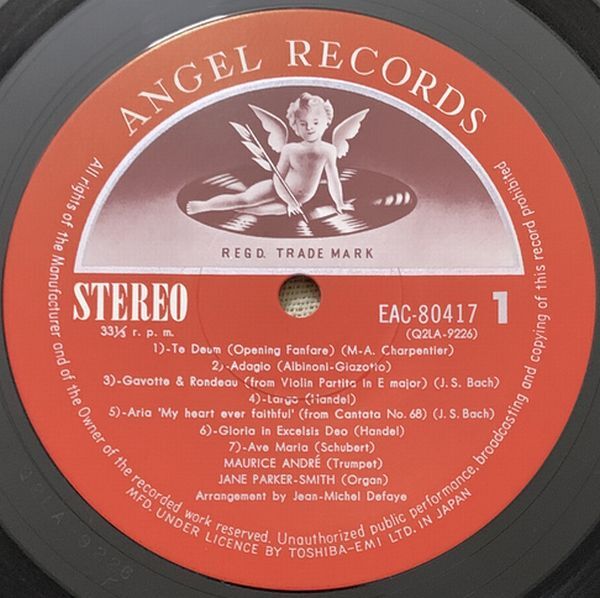 ANGEL RECORDS
REGD. TRADE MARK
STEREO
33⅓ r. p. m.
EAC-80417 1
(Q2LA-9226)
1)-Te Deum (Opening Fanfare) (M-A. Charpentier)
2)-Adagio (Albinoni-Giazotto)
3)-Gavotte & Rondeau (from Violin Partita in E major) (J. S. Bach)
4)-Largo (Handel)
5)-Aria 'My heart ever faithful' (from Cantata No. 68) (J. S. Bach)
6)-Gloria in Excelsis Deo (Handel)
7)-Ave Maria (Schubert)
MAURICE ANDRÉ (Trumpet)
JANE PARKER-SMITH (Organ)
Arrangement by Jean-Michel Defaye
All rights of the Manufacturer and of the Owner of the recorded work reserved. Unauthorized public performance, broadcasting and copying of this record prohibited
MFD. UNDER LICENCE BY TOSHIBA-EMI LTD. IN JAPAN